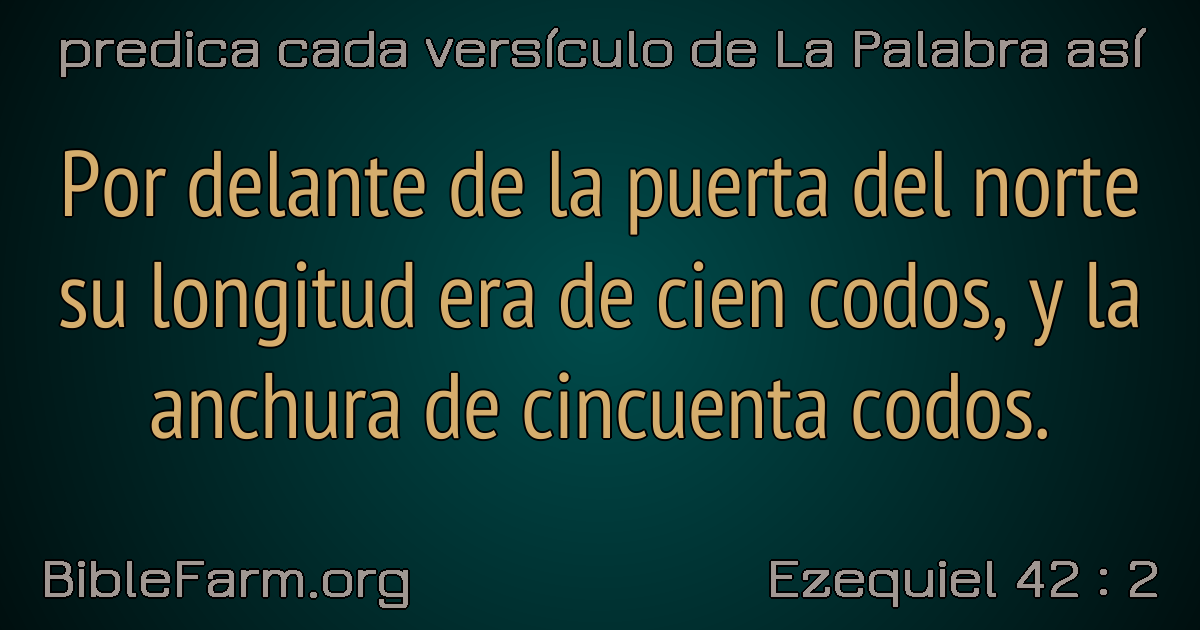 predica cada versículo de La Palabra así
Por delante de la puerta del norte
su longitud era de cien codos, y la
anchura de cincuenta codos.
BibleFarm.org
Ezequiel 42 : 2